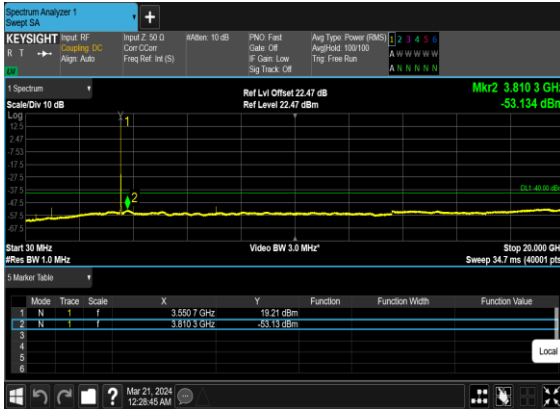 Spectrum Analyzer 1
Swept SA
+
KEYSIGHT Input: RF Input Z: 50 Ω #Atten: 10 dB PNO: Fast Avg Type: Power (RMS) 1 2 3 4 5 6
R T Coupling: DC Corr CCorr Gate: Off Avg|Hold: 100/100 A W W W W W
Align: Auto Freq Ref: Int (S) IF Gain: Low Trig: Free Run
Sig Track: Off A N N N N N
1 Spectrum Ref Lvl Offset 22.47 dB Mkr2 3.810 3 GHz
Scale/Div 10 dB Ref Level 22.47 dBm -53.134 dBm
Log
12.5
2.47
-7.53
-17.5
-27.5
-37.5 DL1 -40.00 dBm
-47.5
-57.5
-67.5
1
2
Start 30 MHz Video BW 3.0 MHz* Stop 20.000 GHz
#Res BW 1.0 MHz Sweep 34.7 ms (40001 pts
5 Marker Table
Mode Trace Scale X Y Function Function Width Function Value
1 N 1 f 3.550 7 GHz 19.21 dBm
2 N 1 f 3.810 3 GHz -53.13 dBm
3
4
5
6
Local
? Mar 21, 2024
12:28:45 AM